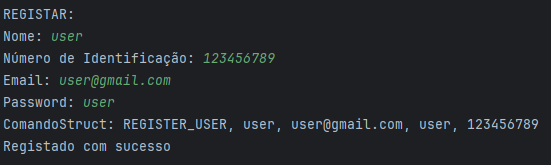 REGISTAR:
Nome: user
Número de Identificação: 123456789
Email: user@gmail.com
Password: user
ComandoStruct: REGISTER_USER, user, user@gmail.com, user, 123456789
Registado com sucesso